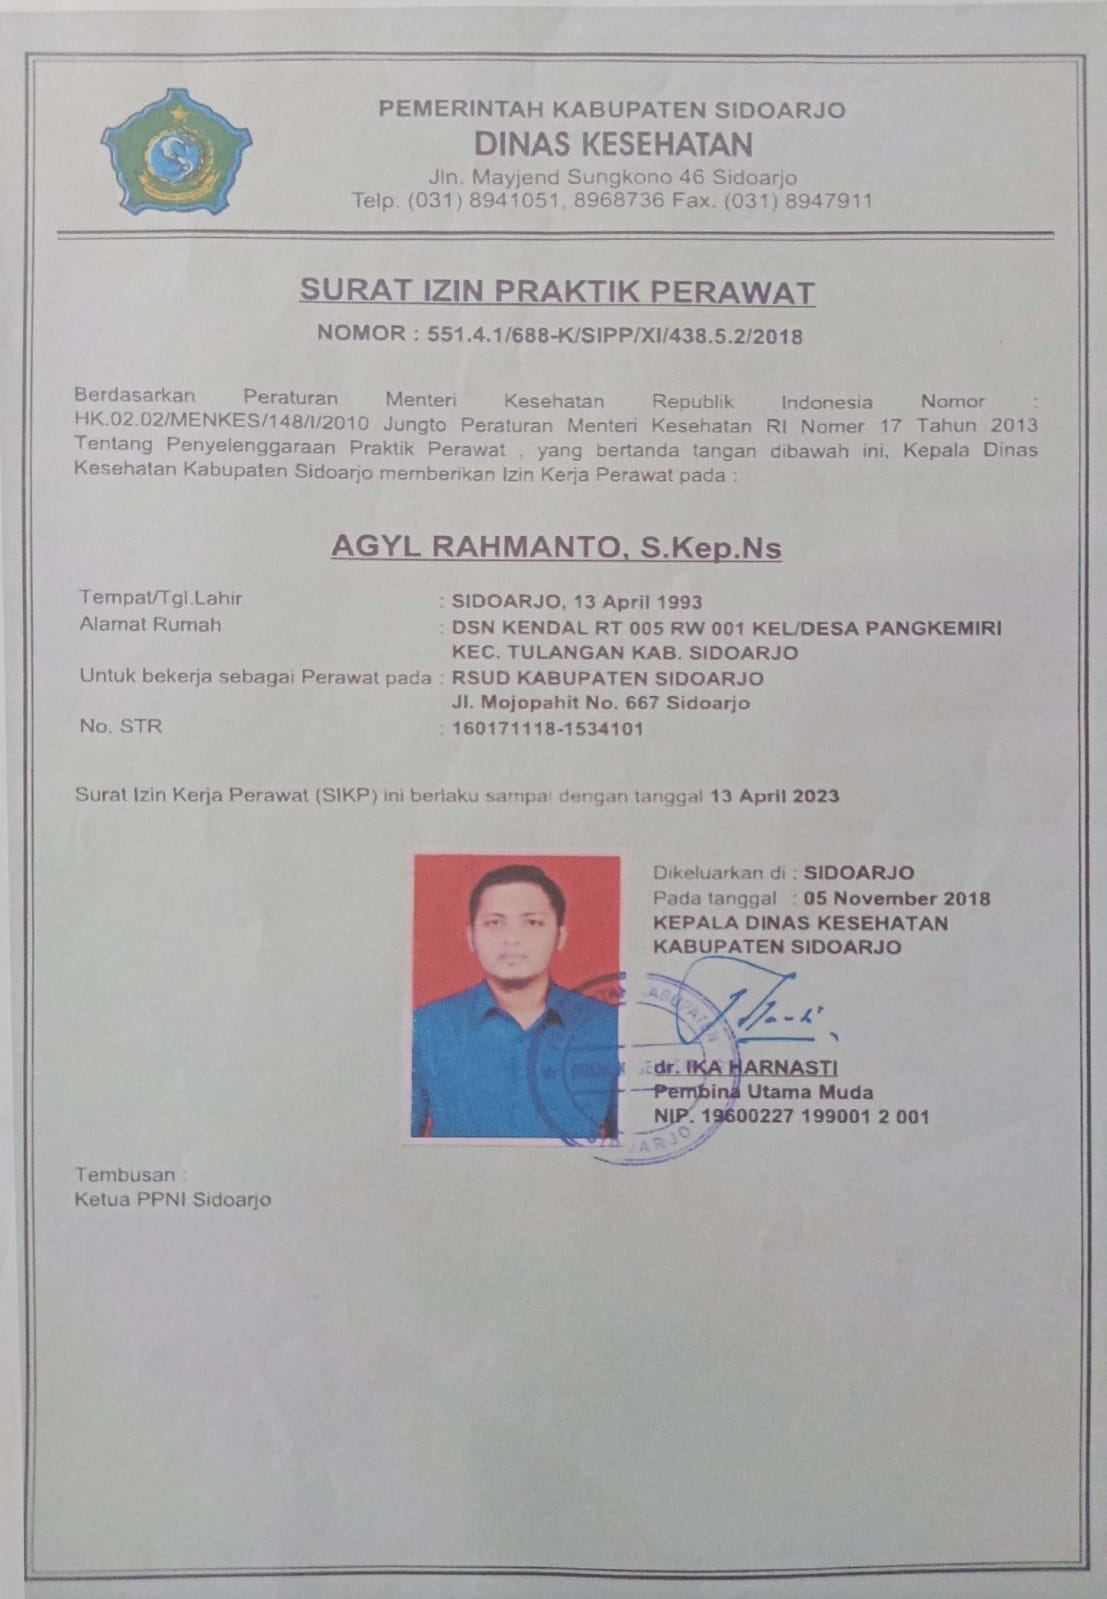 PEMERINTAH KABUPATEN SIDOARJO
DINAS KESEHATAN
Jln. Mayjend Sungkono 46 Sidoarjo
Telp. (031) 8941051, 8968736 Fax. (031) 8947911
SURAT IZIN PRAKTIK PERAWAT
NOMOR : 551.4.1/688-K/SIPP/XI/438.5.2/2018
Berdasarkan Peraturan Menteri Kesehatan Republik Indonesia Nomor :
HK.02.02/MENKES/148/I/2010 Jungto Peraturan Menteri Kesehatan RI Nomer 17 Tahun 2013
Tentang Penyelenggaraan Praktik Perawat , yang bertanda tangan dibawah ini, Kepala Dinas
Kesehatan Kabupaten Sidoarjo memberikan Izin Kerja Perawat pada :
AGYL RAHMANTO, S.Kep.Ns
Tempat/Tgl.Lahir : SIDOARJO, 13 April 1993
Alamat Rumah : DSN KENDAL RT 005 RW 001 KEL/DESA PANGKEMIRI
KEC. TULANGAN KAB. SIDOARJO
Untuk bekerja sebagai Perawat pada : RSUD KABUPATEN SIDOARJO
Jl. Mojopahit No. 667 Sidoarjo
No. STR : 160171118-1534101
Surat Izin Kerja Perawat (SIKP) ini berlaku sampai dengan tanggal 13 April 2023
Dikeluarkan di : SIDOARJO
Pada tanggal : 05 November 2018
KEPALA DINAS KESEHATAN
KABUPATEN SIDOARJO
dr. IKA HARNASTI
Pembina Utama Muda
NIP. 19600227 199001 2 001
Tembusan :
Ketua PPNI Sidoarjo